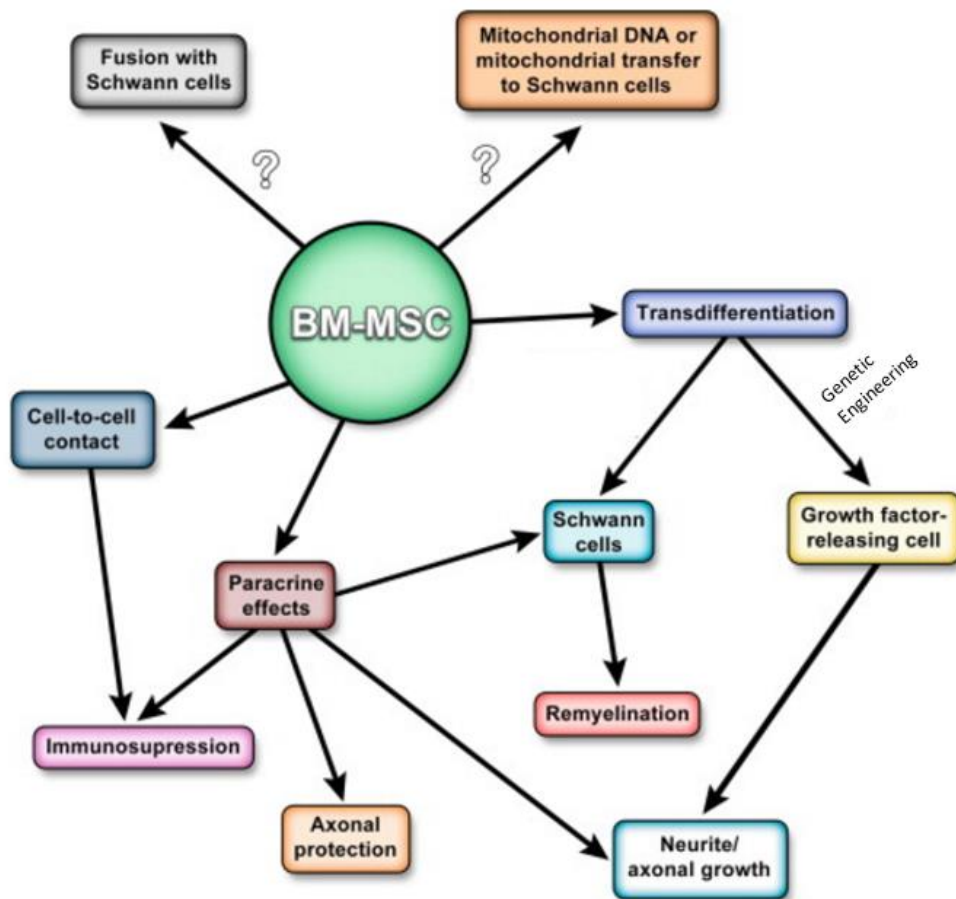 Fusion with
Schwann cells
Mitochondrial DNA or
mitochondrial transfer
to Schwann cells
?
?
BM-MSC
Transdifferentiation
Genetic
Engineering
Cell-to-cell
contact
Schwann
cells
Growth factor-
releasing cell
Paracrine
effects
Remyelination
Immunosupression
Axonal
protection
Neurite/
axonal growth